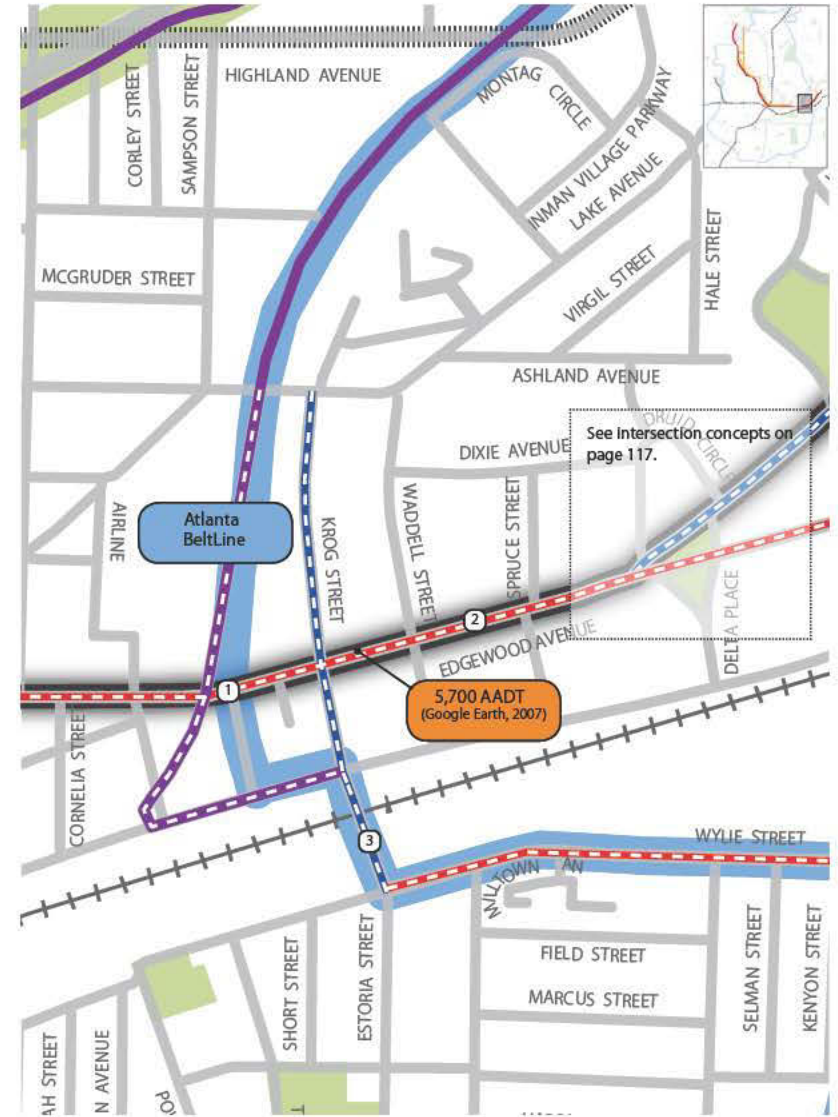 HIGHLAND AVENUE
CORLEY STREET
SAMPSON STREET
MONTAG CIRCLE
INMAN VILLAGE PARKWAY
LAKE AVENUE
MCGRUDER STREET
VIRGIL STREET
HALE STREET
ASHLAND AVENUE
DRUID CIRCLE
See intersection concepts on
page 117.
DIXIE AVENUE
AIRLINE
Atlanta
BeltLine
KROG STREET
WADDELL STREET
SPRUCE STREET
2
EDGEWOOD AVENUE
DELTA PLACE
1
5,700 AADT
(Google Earth, 2007)
CORNELIA STREET
3
WYLIE STREET
MILLTOWN
FIELD STREET
MARCUS STREET
SHORT STREET
ESTORIA STREET
SELMAN STREET
KENYON STREET
AH STREET
N AVENUE